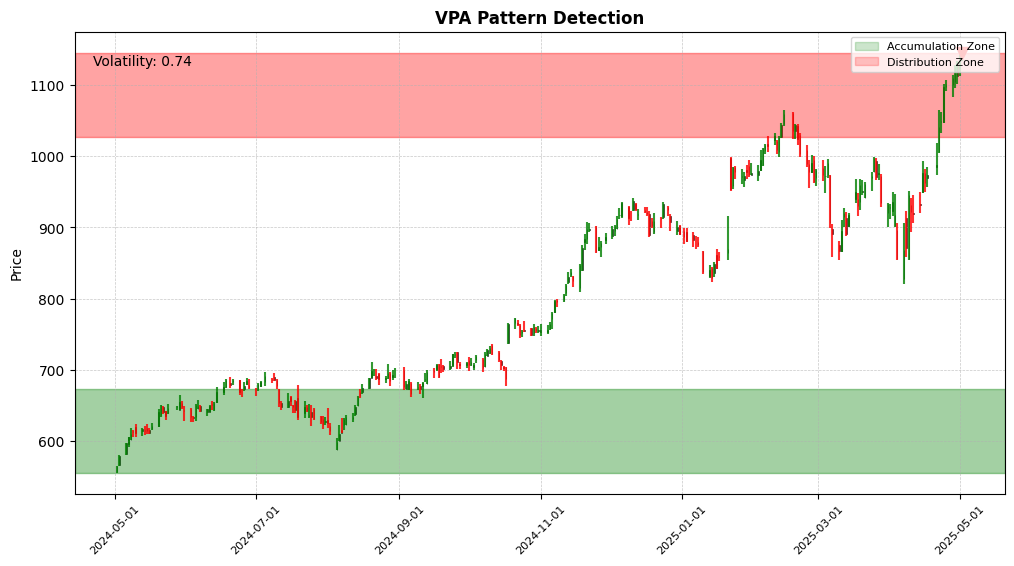 VPA Pattern Detection
Volatility: 0.74
Accumulation Zone
Distribution Zone
Price
1100
1000
900
800
700
600
2024-05-01
2024-07-01
2024-09-01
2024-11-01
2025-01-01
2025-03-01
2025-05-01